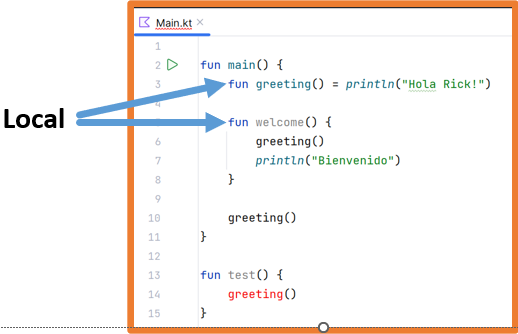 Main.kt
1
2 fun main() {
3 fun greeting() = println("Hola Rick!")
4
Local
5 fun welcome() {
6 greeting()
7 println("Bienvenido")
8 }
9
10 greeting()
11 }
12
13 fun test() {
14 greeting()
15 }